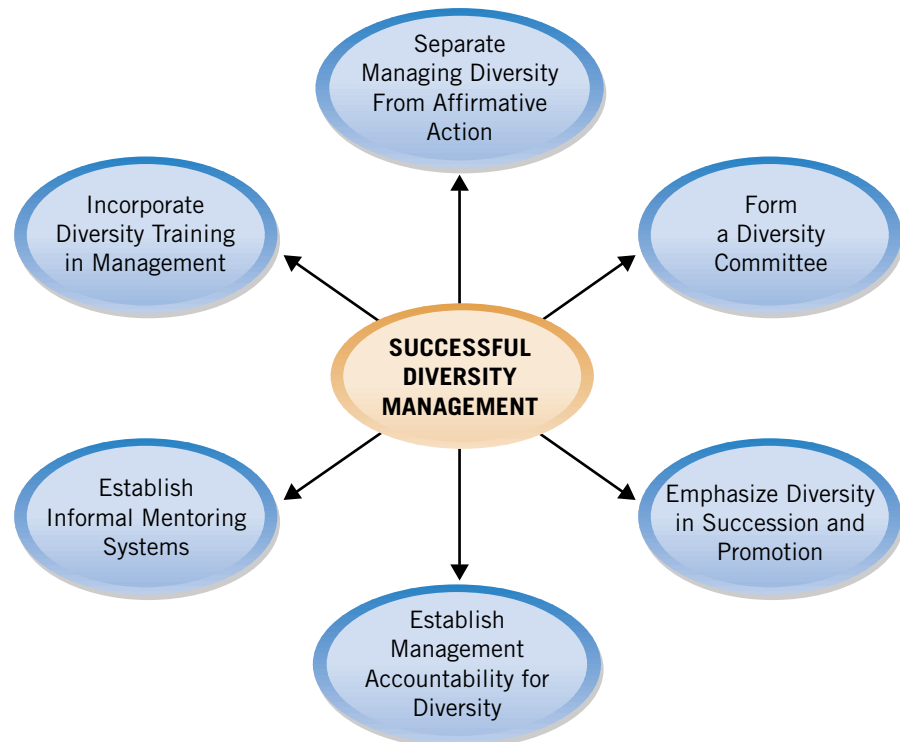 Separate
Managing Diversity
From Affirmative
Action
Incorporate
Diversity Training
in Management
Form
a Diversity
Committee
SUCCESSFUL
DIVERSITY
MANAGEMENT
Establish
Informal Mentoring
Systems
Emphasize Diversity
in Succession and
Promotion
Establish
Management
Accountability for
Diversity